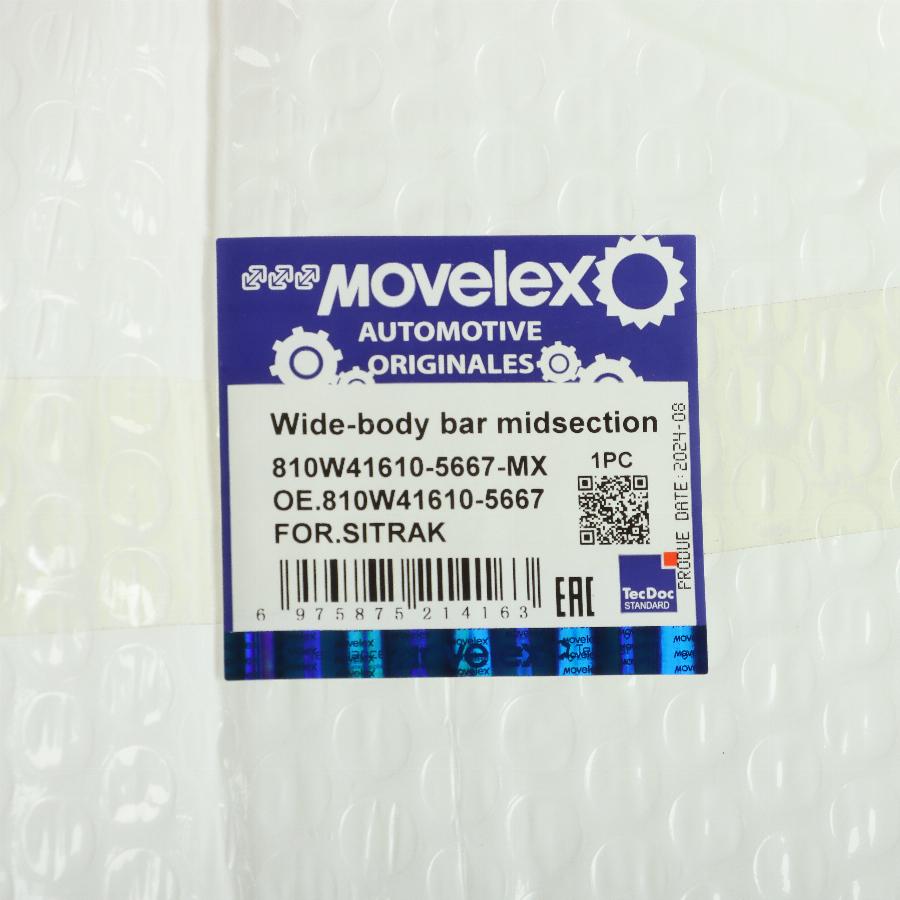 movelex
AUTOMOTIVE
ORIGINALES
Wide-body bar midsection
810W41610-5667-MX
1PC
OE.810W41610-5667
FOR.SITRAK
PRODUE DATE: 2024-08
6 975875 214163
EAC
TecDoc
STANDARD
movelex